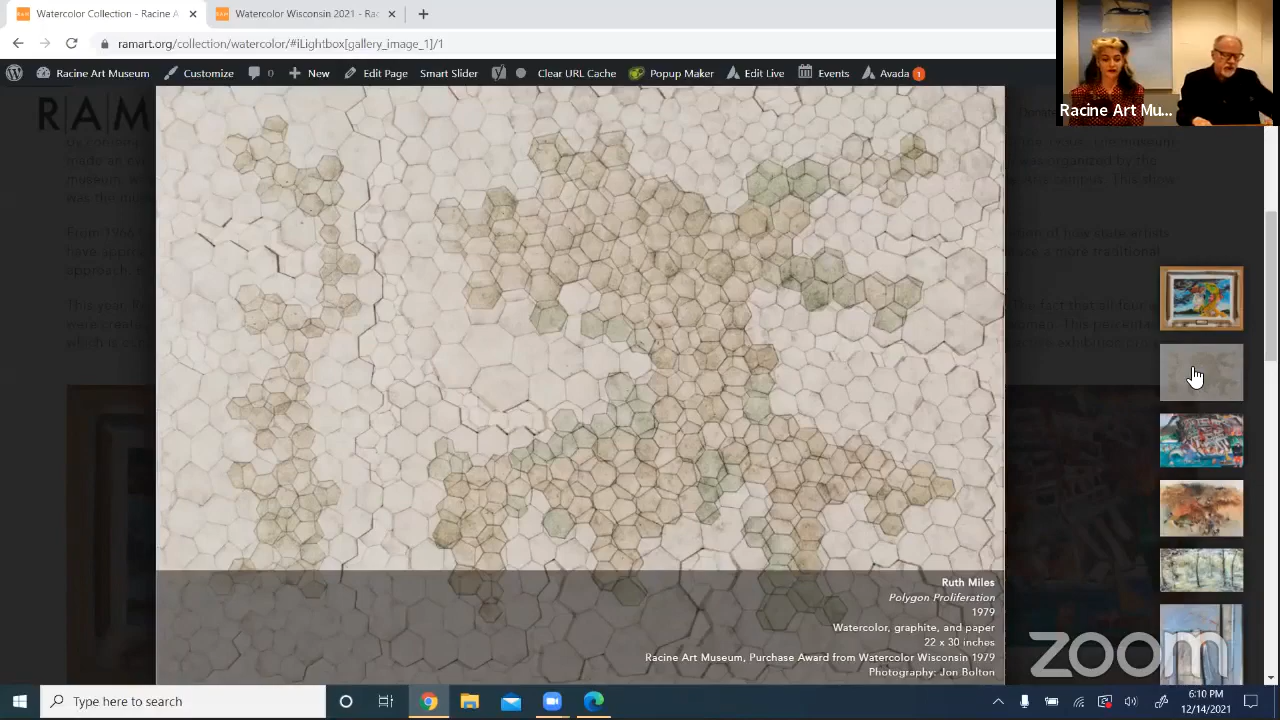 Watercolor Collection - Racine A
Watercolor Wisconsin 2021 - Rac
ramart.org/collection/watercolor/#iLightbox[gallery_image_1]/1
Racine Art Museum
Customize
0
New
Edit Page
Smart Slider
Clear URL Cache
Popup Maker
Edit Live
Events
Avada 1
Racine Art Mu...
RAM
Ruth Miles
Polygon Proliferation
1979
Watercolor, graphite, and paper
22 x 30 inches
Racine Art Museum, Purchase Award from Watercolor Wisconsin 1979
Photography: Jon Bolton
zoom
Type here to search
6:10 PM
12/14/2021